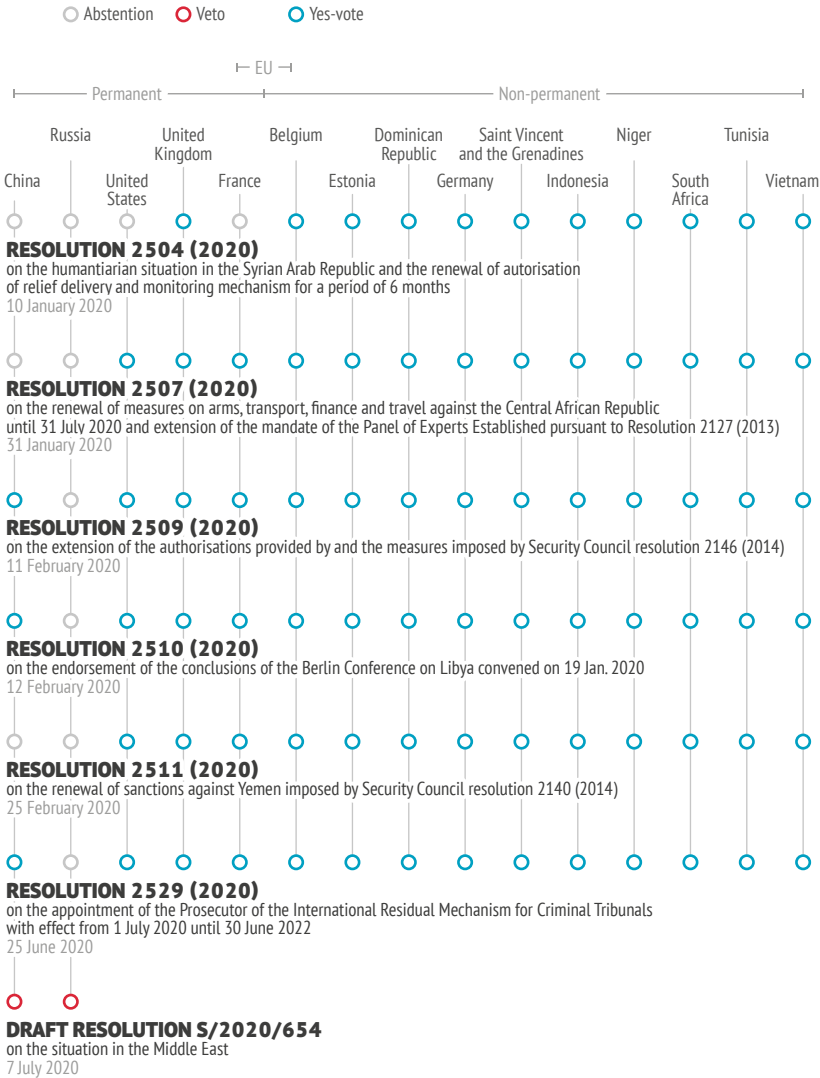 Abstention Veto Yes-vote
EU
Permanent Non-permanent
Russia United Kingdom Belgium Dominican Republic Saint Vincent and the Grenadines Niger Tunisia
China United States France Estonia Germany Indonesia South Africa Vietnam
RESOLUTION 2504 (2020)
on the humantiarian situation in the Syrian Arab Republic and the renewal of autorisation
of relief delivery and monitoring mechanism for a period of 6 months
10 January 2020
RESOLUTION 2507 (2020)
on the renewal of measures on arms, transport, finance and travel against the Central African Republic
until 31 July 2020 and extension of the mandate of the Panel of Experts Established pursuant to Resolution 2127 (2013)
31 January 2020
RESOLUTION 2509 (2020)
on the extension of the authorisations provided by and the measures imposed by Security Council resolution 2146 (2014)
11 February 2020
RESOLUTION 2510 (2020)
on the endorsement of the conclusions of the Berlin Conference on Libya convened on 19 Jan. 2020
12 February 2020
RESOLUTION 2511 (2020)
on the renewal of sanctions against Yemen imposed by Security Council resolution 2140 (2014)
25 February 2020
RESOLUTION 2529 (2020)
on the appointment of the Prosecutor of the International Residual Mechanism for Criminal Tribunals
with effect from 1 July 2020 until 30 June 2022
25 June 2020
DRAFT RESOLUTION S/2020/654
on the situation in the Middle East
7 July 2020